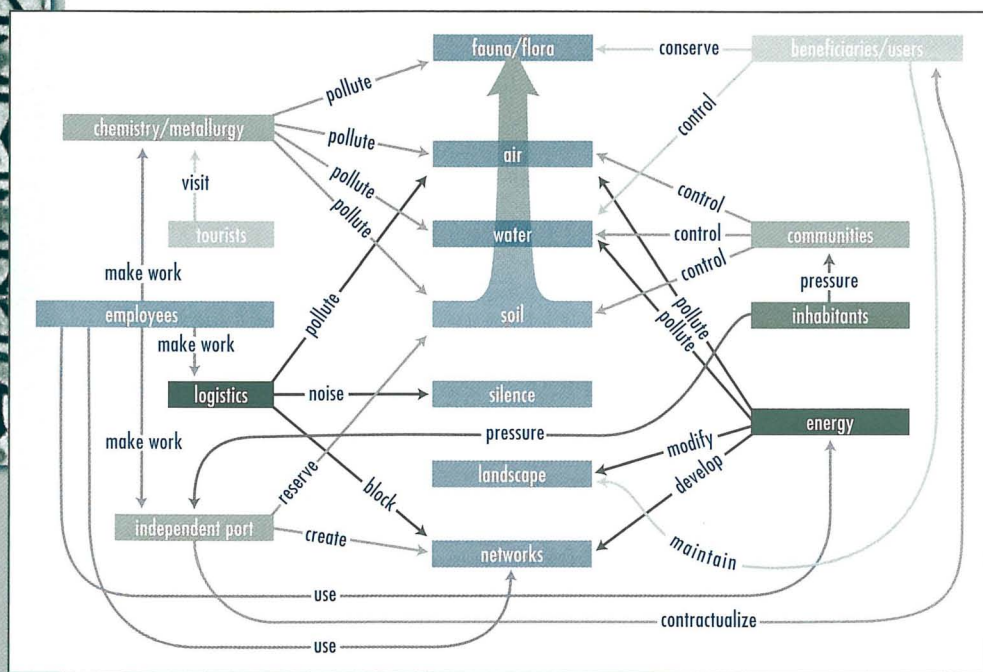 fauna/flora
conserve
beneficiaries/users
pollute
control
chemistry/metallurgy
pollute
air
visit
pollute
control
pollute
tourists
water
control
communities
make work
control
pressure
employees
pollute
soil
pollute
inhabitants
make work
pollute
logistics
noise
silence
energy
make work
pressure
modify
reserve
block
landscape
develop
independent port
create
networks
maintain
use
contractualize
use